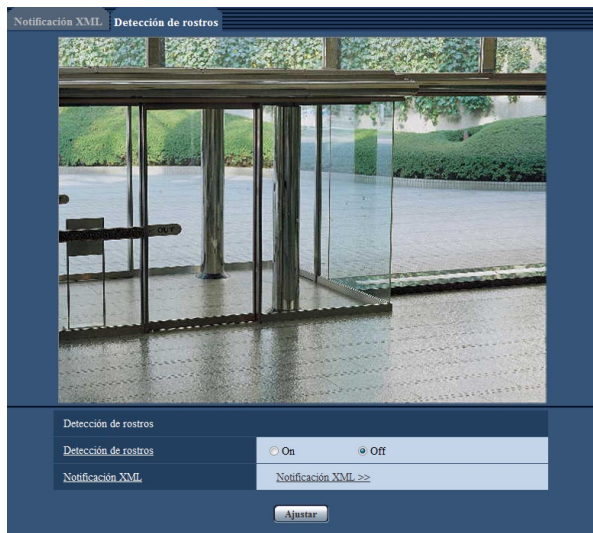 Notificación XML Detección de rostros
OUT
Detección de rostros
Detección de rostros On Off
Notificación XML Notificación XML >>
Ajustar